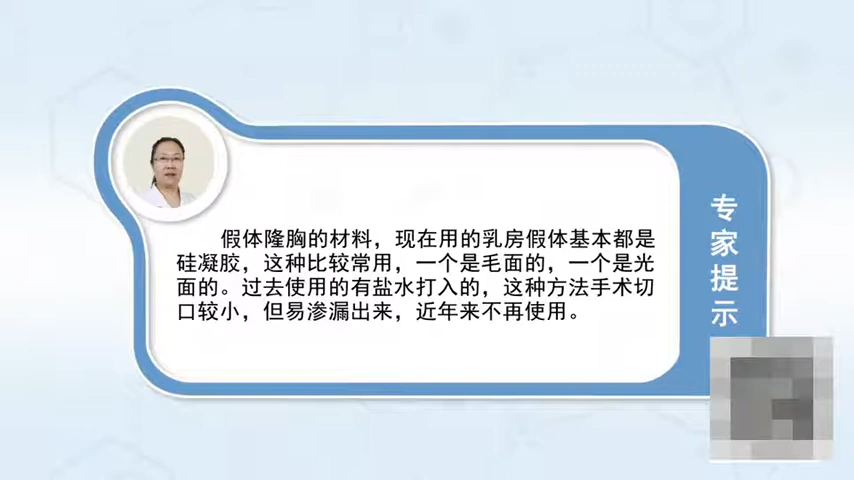 假体隆胸的材料，现在用的乳房假体基本都是
硅凝胶，这种比较常用，一个是毛面的，一个是光
面的。过去使用的有盐水打入的，这种方法手术切
口较小，但易渗漏出来，近年来不再使用。
专家提示